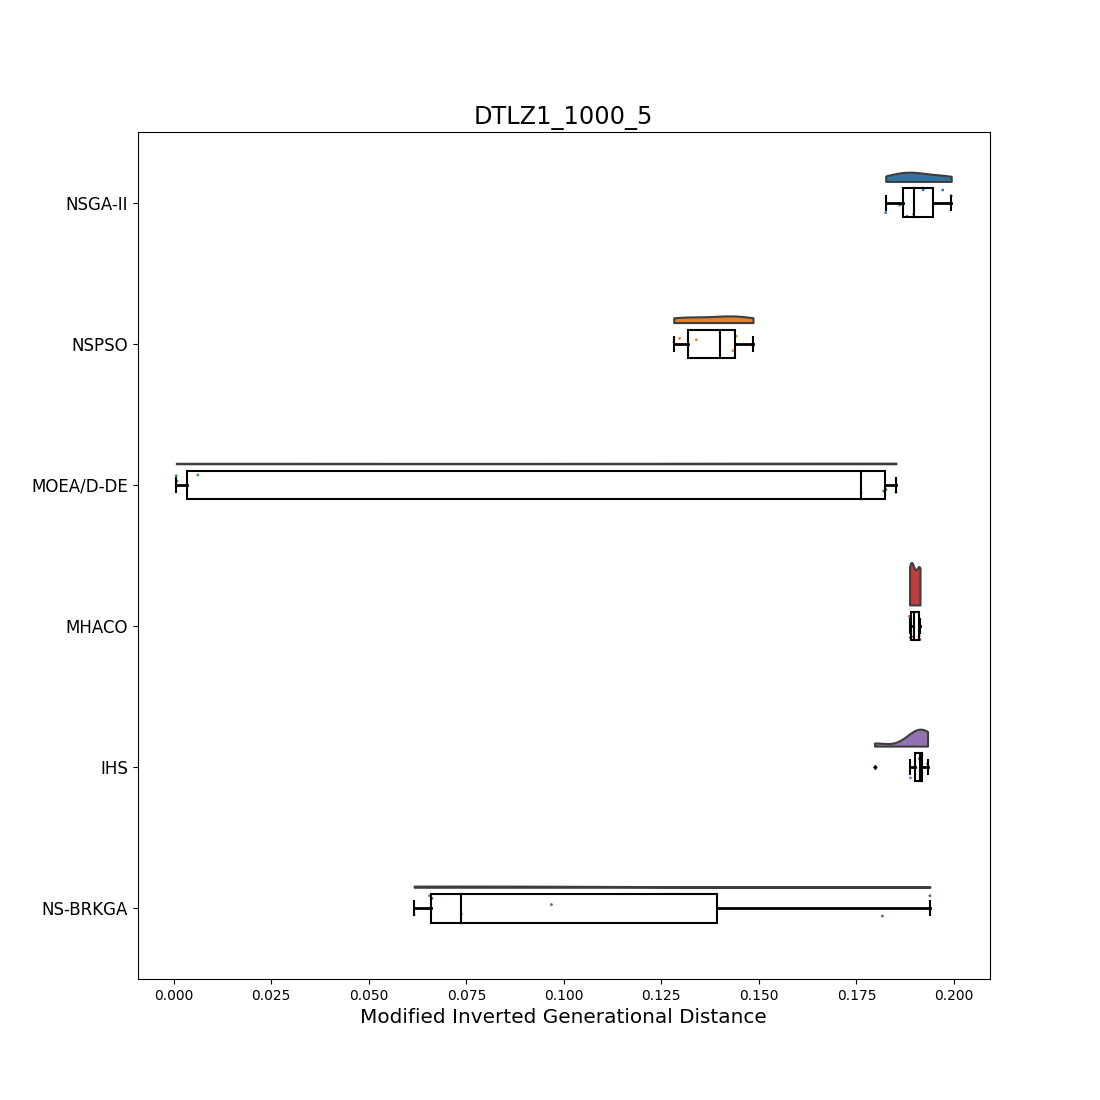 DTLZ1_1000_5
NSGA-II
NSPSO
MOEA/D-DE
MHACO
IHS
NS-BRKGA
0.000 0.025 0.050 0.075 0.100 0.125 0.150 0.175 0.200
Modified Inverted Generational Distance